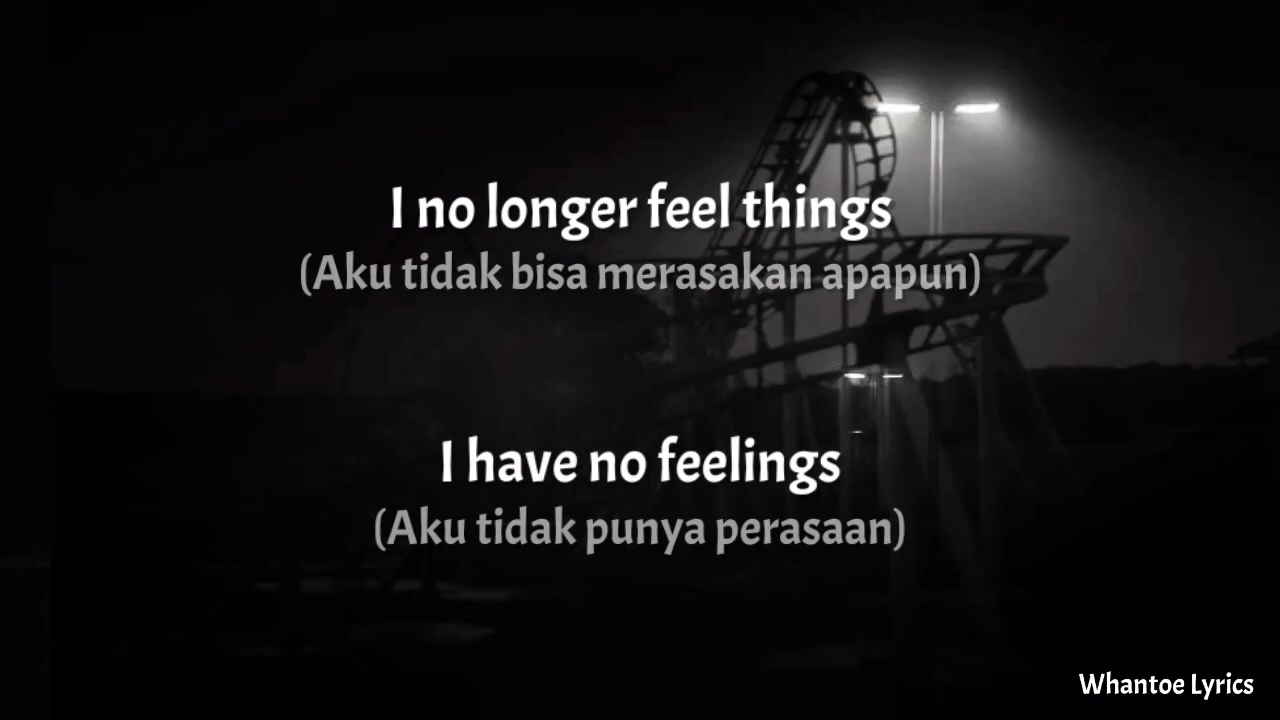 I no longer feel things
(Aku tidak bisa merasakan apapun)
I have no feelings
(Aku tidak punya perasaan)
Whantoe Lyrics